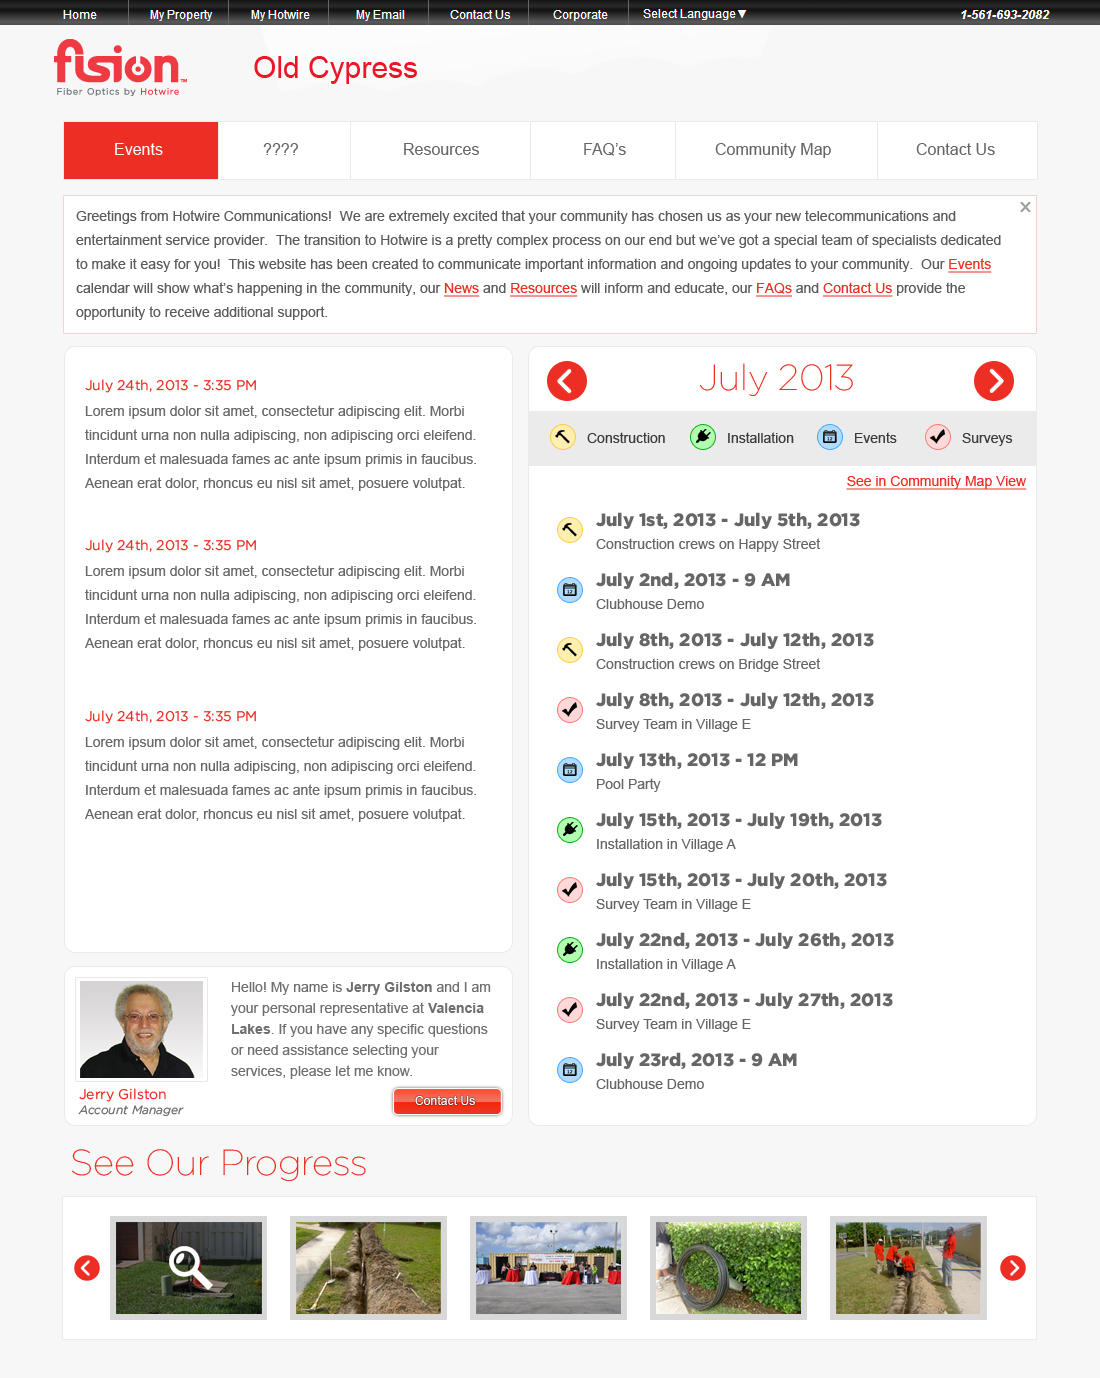 Home My Property My Hotwire My Email Contact Us Corporate Select Language▼ 1-561-693-2082
fision™
Fiber Optics by Hotwire
Old Cypress
Events ???? Resources FAQ's Community Map Contact Us
Greetings from Hotwire Communications! We are extremely excited that your community has chosen us as your new telecommunications and
entertainment service provider. The transition to Hotwire is a pretty complex process on our end but we've got a special team of specialists dedicated
to make it easy for you! This website has been created to communicate important information and ongoing updates to your community. Our Events
calendar will show what's happening in the community, our News and Resources will inform and educate, our FAQs and Contact Us provide the
opportunity to receive additional support.
July 24th, 2013 - 3:35 PM
Lorem ipsum dolor sit amet, consectetur adipiscing elit. Morbi
tincidunt urna non nulla adipiscing, non adipiscing orci eleifend.
Interdum et malesuada fames ac ante ipsum primis in faucibus.
Aenean erat dolor, rhoncus eu nisl sit amet, posuere volutpat.
July 24th, 2013 - 3:35 PM
Lorem ipsum dolor sit amet, consectetur adipiscing elit. Morbi
tincidunt urna non nulla adipiscing, non adipiscing orci eleifend.
Interdum et malesuada fames ac ante ipsum primis in faucibus.
Aenean erat dolor, rhoncus eu nisl sit amet, posuere volutpat.
July 24th, 2013 - 3:35 PM
Lorem ipsum dolor sit amet, consectetur adipiscing elit. Morbi
tincidunt urna non nulla adipiscing, non adipiscing orci eleifend.
Interdum et malesuada fames ac ante ipsum primis in faucibus.
Aenean erat dolor, rhoncus eu nisl sit amet, posuere volutpat.
Hello! My name is Jerry Gilston and I am
your personal representative at Valencia
Lakes. If you have any specific questions
or need assistance selecting your
services, please let me know.
Jerry Gilston
Account Manager
Contact Us
July 2013
Construction Installation Events Surveys
See in Community Map View
July 1st, 2013 - July 5th, 2013
Construction crews on Happy Street
July 2nd, 2013 - 9 AM
Clubhouse Demo
July 8th, 2013 - July 12th, 2013
Construction crews on Bridge Street
July 8th, 2013 - July 12th, 2013
Survey Team in Village E
July 13th, 2013 - 12 PM
Pool Party
July 15th, 2013 - July 19th, 2013
Installation in Village A
July 15th, 2013 - July 20th, 2013
Survey Team in Village E
July 22nd, 2013 - July 26th, 2013
Installation in Village A
July 22nd, 2013 - July 27th, 2013
Survey Team in Village E
July 23rd, 2013 - 9 AM
Clubhouse Demo
See Our Progress